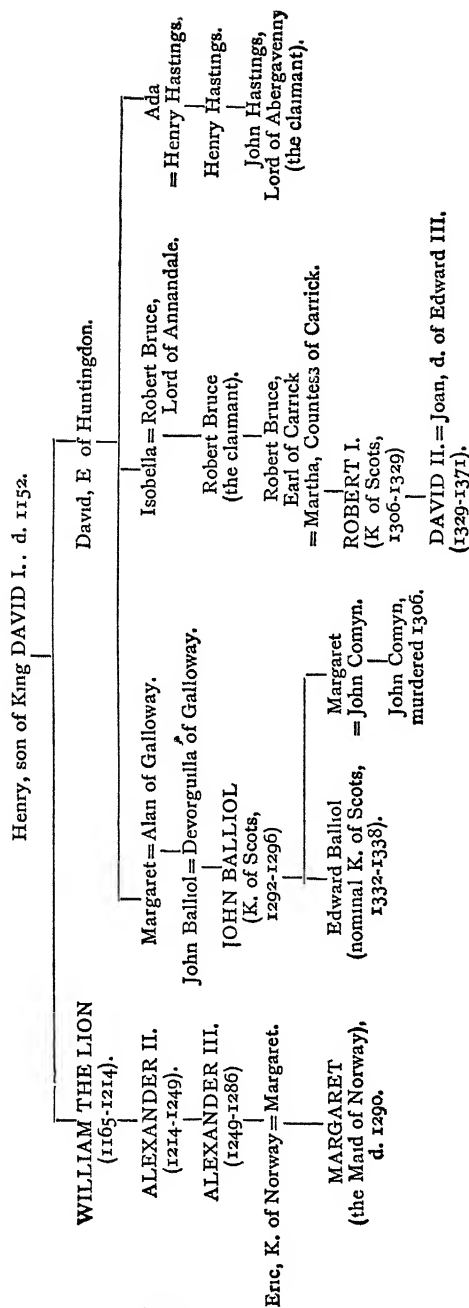 Henry, son of King DAVID I.. d. 1152.
WILLIAM THE LION
(1165-1214).
ALEXANDER II.
(1214-1249).
ALEXANDER III.
(1249-1286)
Eric, K. of Norway = Margaret.
MARGARET
(the Maid of Norway),
d. 1290.
David, E of Huntingdon.
Margaret = Alan of Galloway.
John Balliol = Devorguilla of Galloway.
JOHN BALLIOL
(K. of Scots,
1292-1296)
Edward Balliol
(nominal K. of Scots,
1332-1338).
Margaret
= John Comyn.
John Comyn,
murdered 1306.
Isobella = Robert Bruce,
Lord of Annandale.
Robert Bruce
(the claimant).
Robert Bruce,
Earl of Carrick
= Martha, Countess of Carrick.
ROBERT I.
(K of Scots,
1306-1329)
DAVID II. = Joan, d. of Edward III.
(1329-1371).
Ada
= Henry Hastings.
Henry Hastings.
John Hastings,
Lord of Abergavenny
(the claimant).